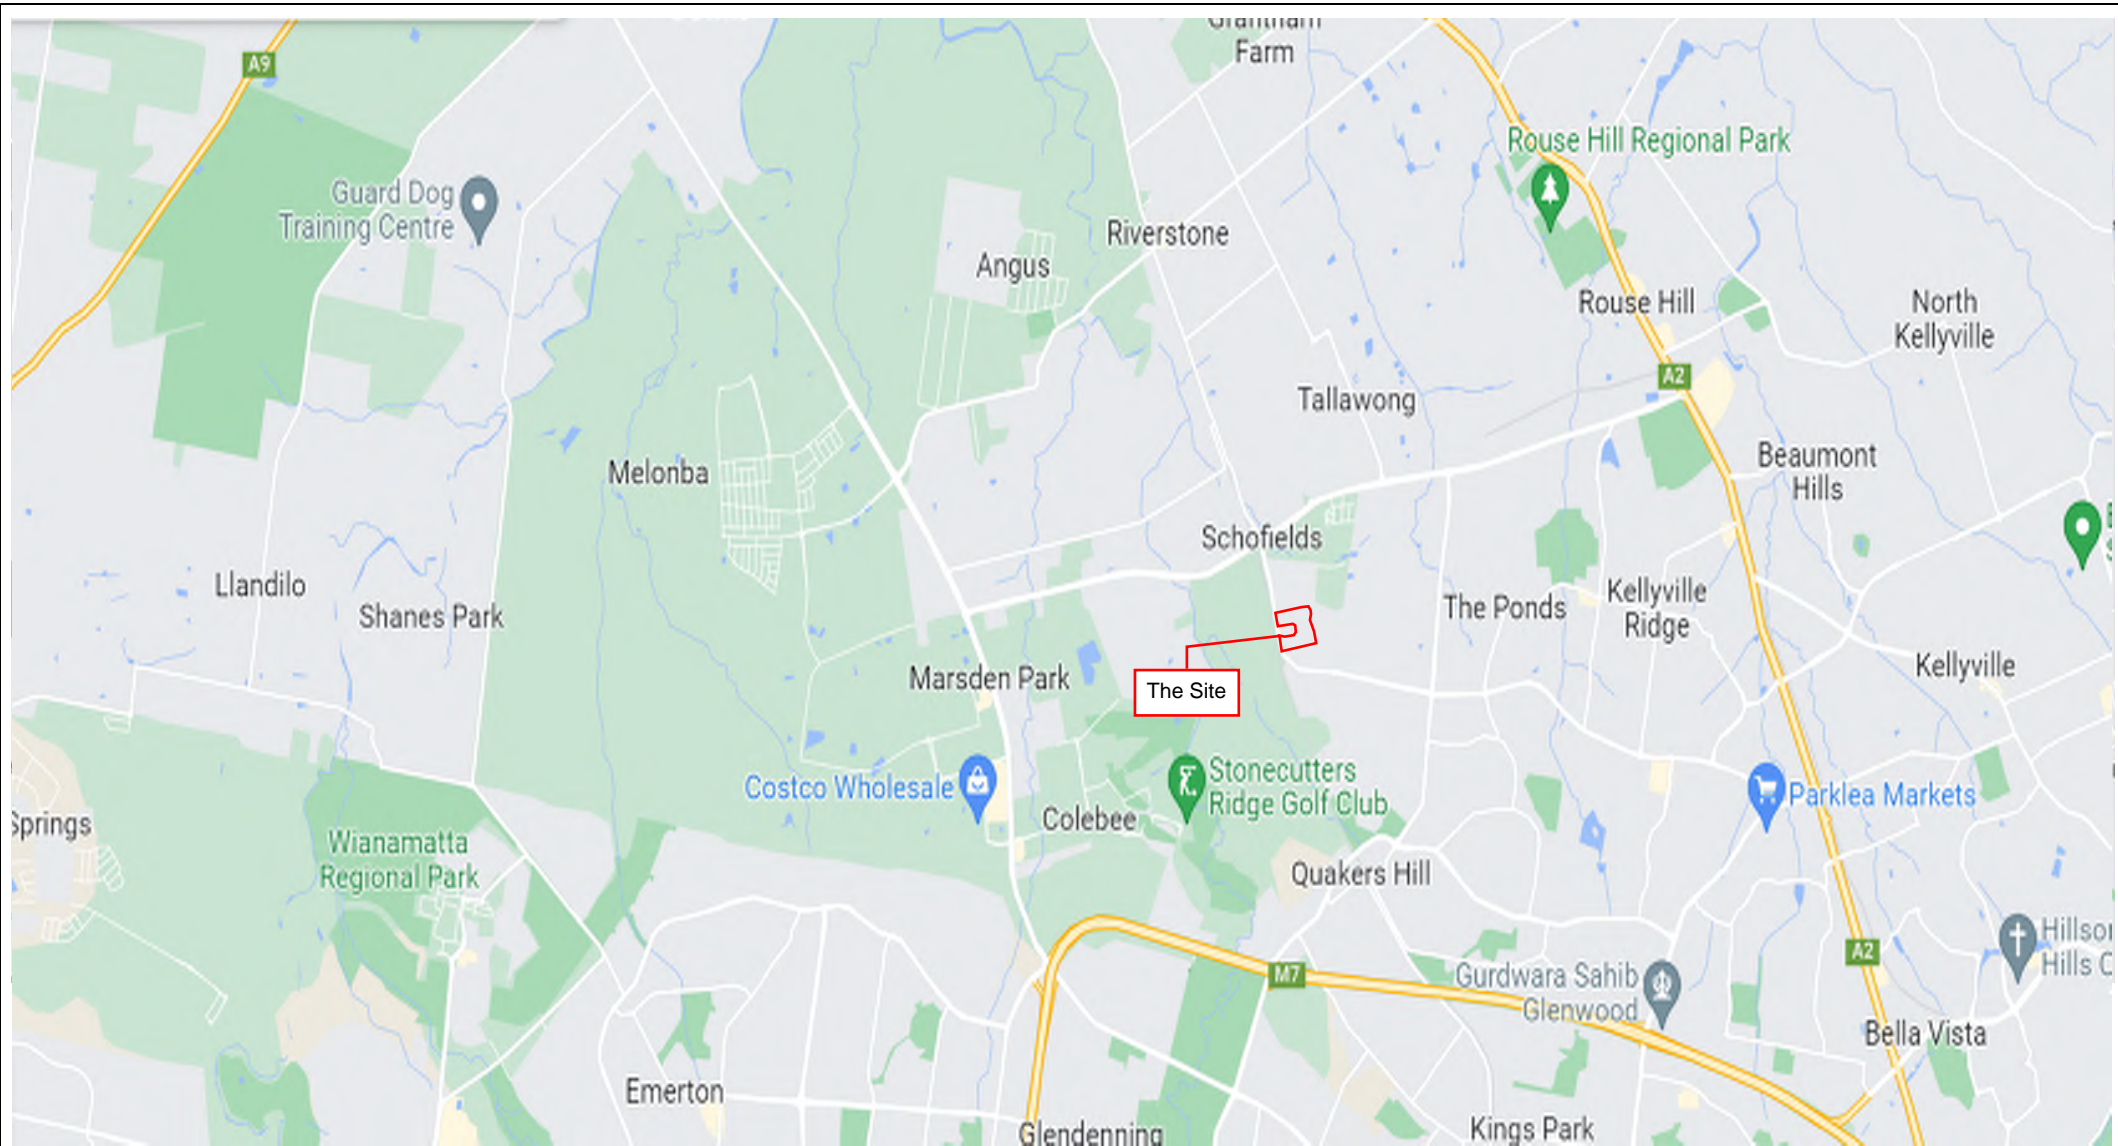 Grantham
Farm
A9
Rouse Hill Regional Park
Guard Dog
Training Centre
Riverstone
Angus
Rouse Hill
North
Kellyville
A2
Tallawong
Beaumont
Hills
Melonba
Schofields
Llandilo
Shanes Park
The Ponds
Kellyville
Ridge
Marsden Park
The Site
Kellyville
Costco Wholesale
Stonecutters
Ridge Golf Club
Parklea Markets
Colebee
Springs
Wianamatta
Regional Park
Quakers Hill
A2
M7
Gurdwara Sahib
Glenwood
Hills C
Bella Vista
Emerton
Glendenning
Kings Park